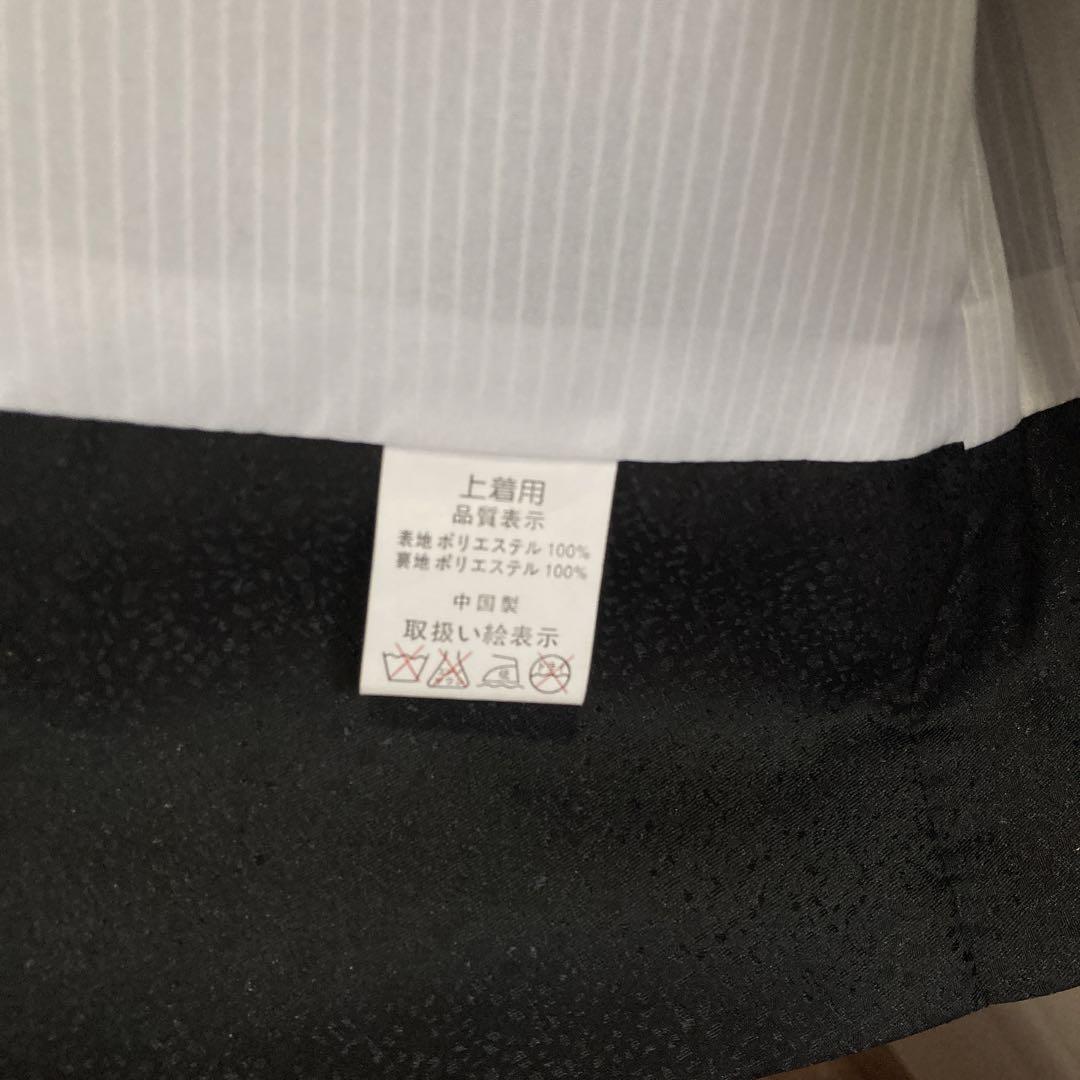 上着用
品質表示
表地 ポリエステル 100%
裏地 ポリエステル 100%
中国製
取扱い絵表示